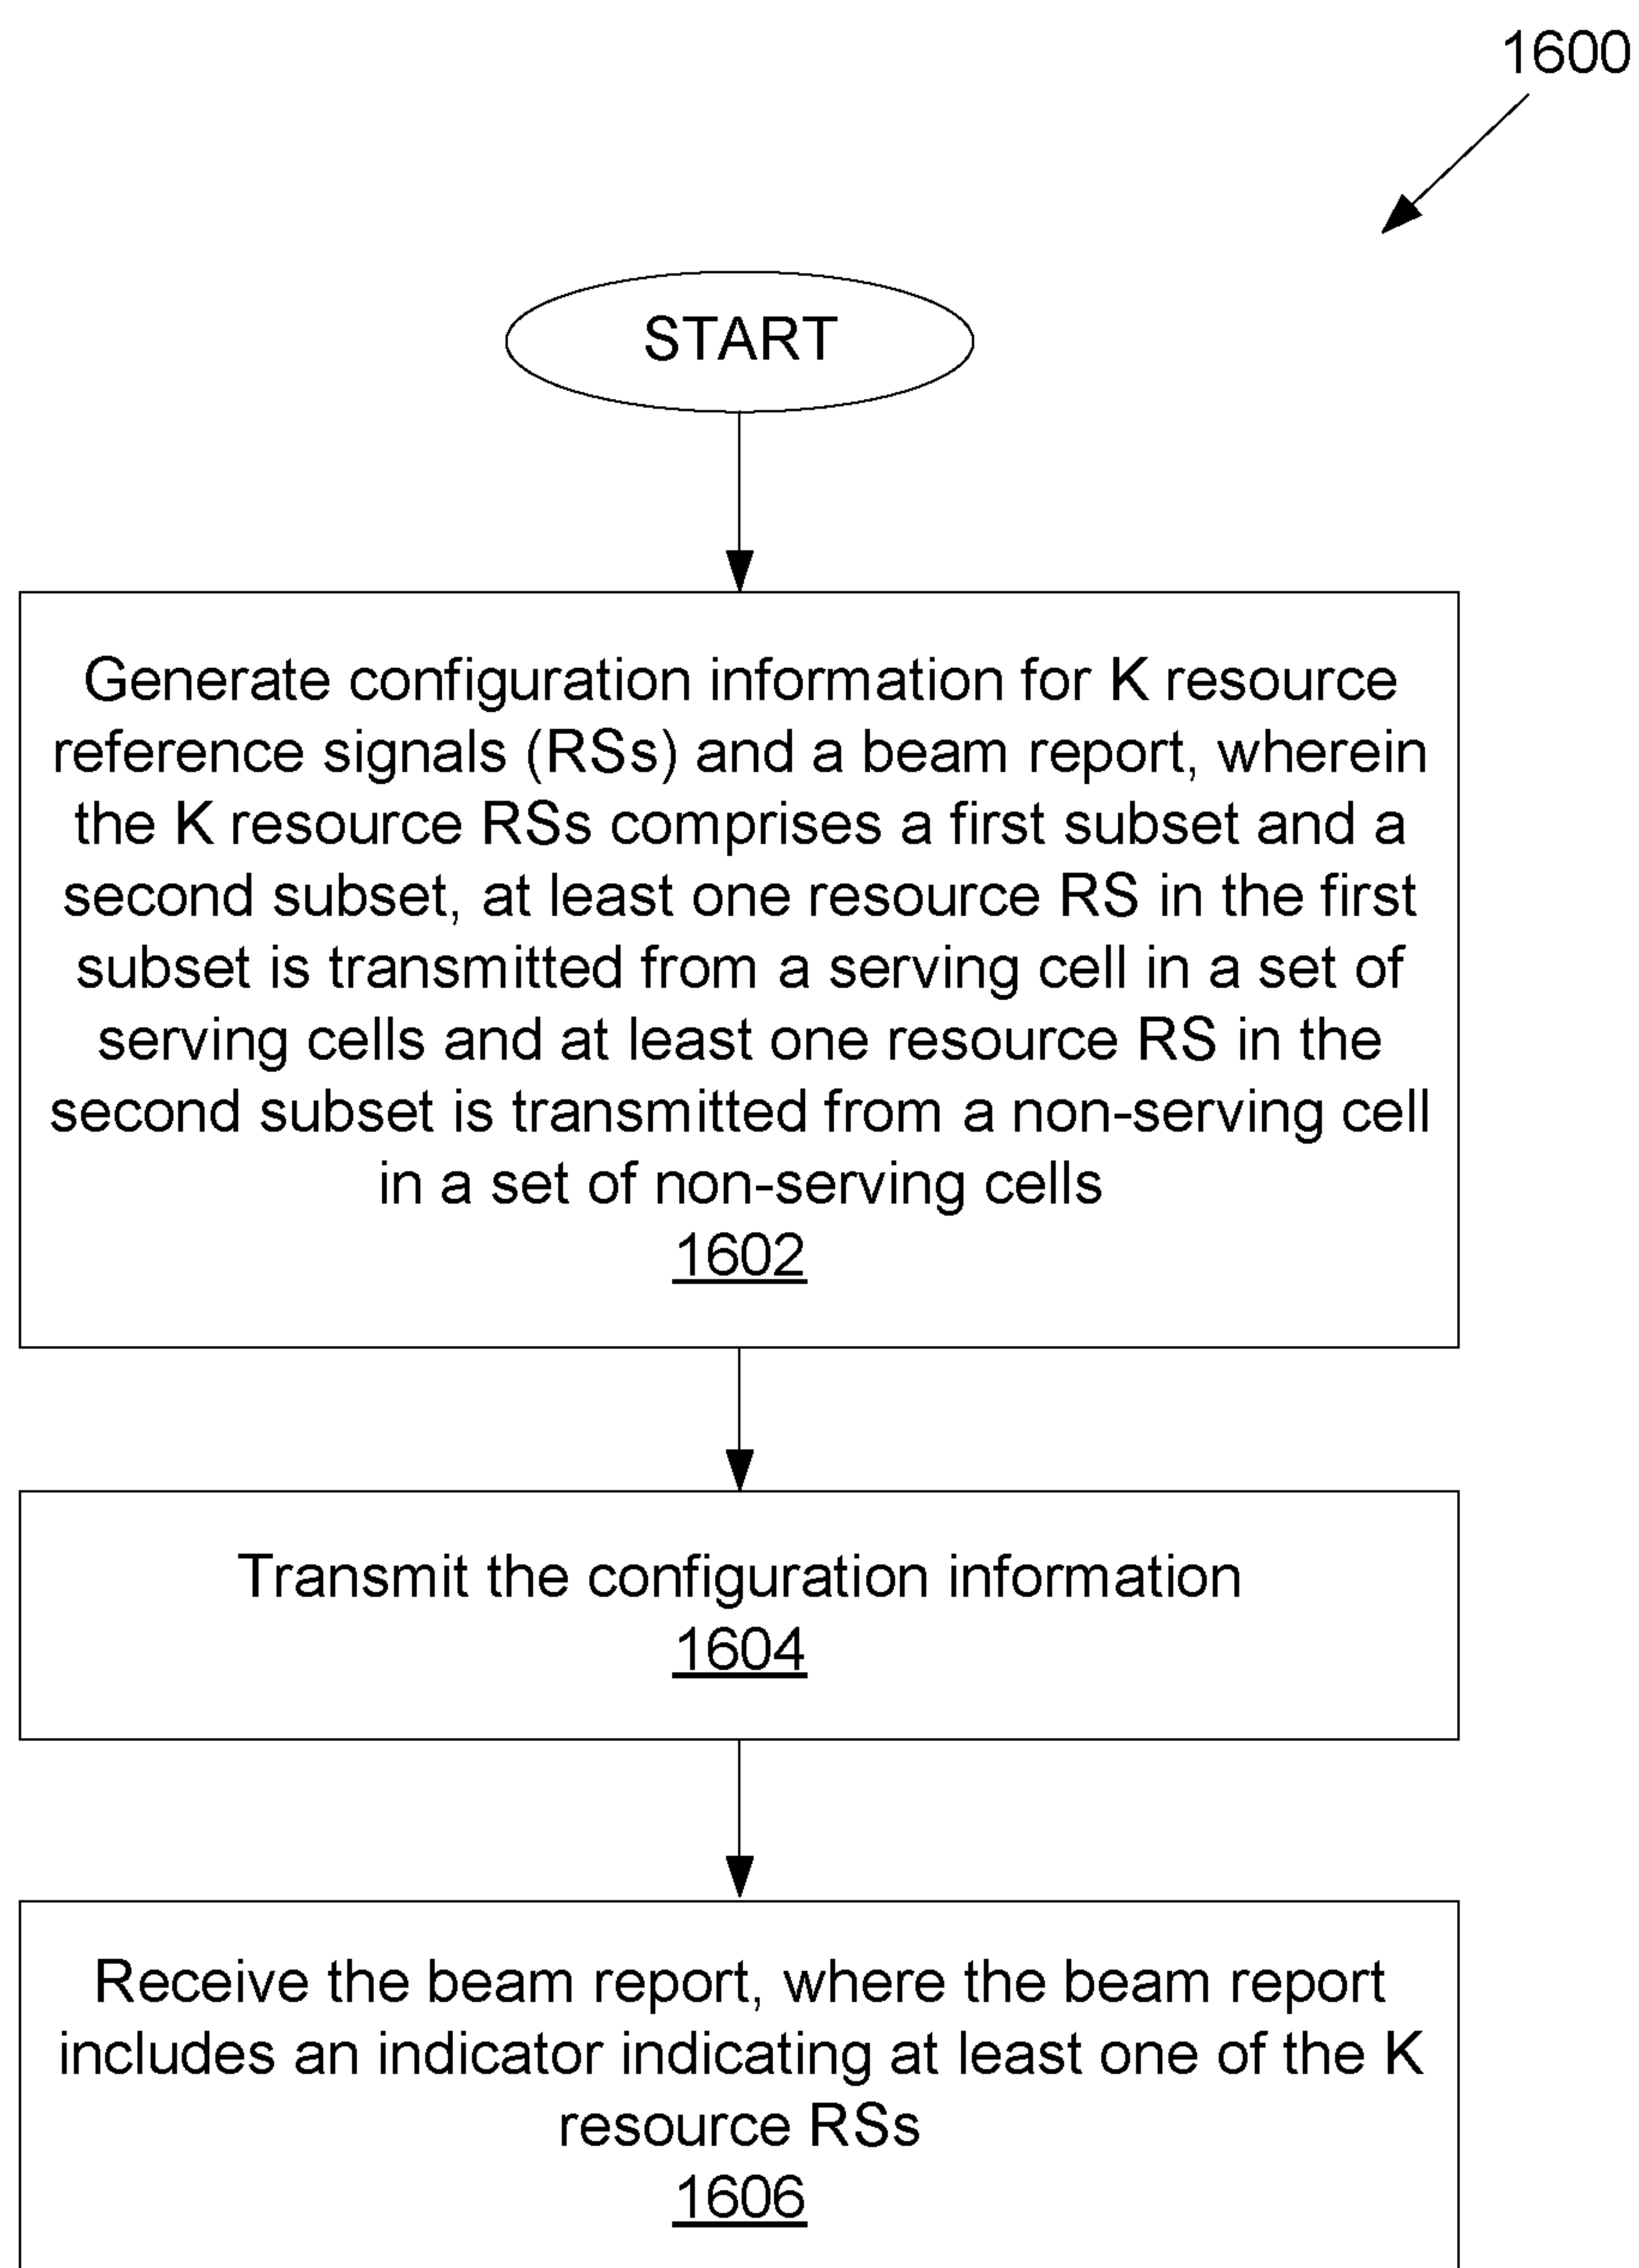 1600
START
Generate configuration information for K resource
reference signals (RSs) and a beam report, wherein
the K resource RSs comprises a first subset and a
second subset, at least one resource RS in the first
subset is transmitted from a serving cell in a set of
serving cells and at least one resource RS in the
second subset is transmitted from a non-serving cell
in a set of non-serving cells
1602
Transmit the configuration information
1604
Receive the beam report, where the beam report
includes an indicator indicating at least one of the K
resource RSs
1606